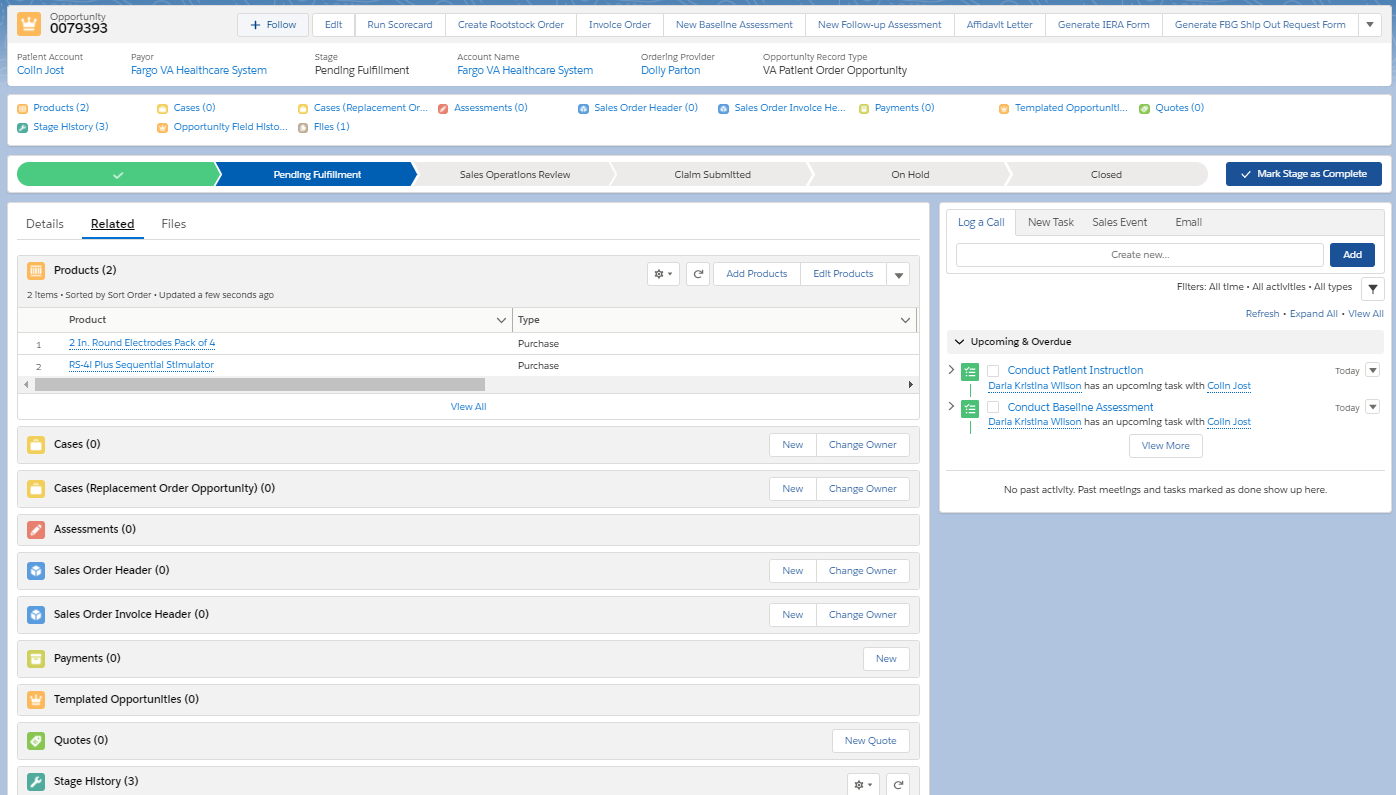 Opportunity
0079393
Follow Edit Run Scorecard Create Rootstock Order Invoice Order New Baseline Assessment New Follow-up Assessment Affidavit Letter Generate IERA Form Generate FBG Ship Out Request Form
Patient Account Payor Stage Account Name Ordering Provider Opportunity Record Type
Colin Jost Fargo VA Healthcare System Pending Fulfillment Fargo VA Healthcare System Dolly Parton VA Patient Order Opportunity
Products (2) Cases (0) Cases (Replacement Or... Assessments (0) Sales Order Header (0) Sales Order Invoice He... Payments (0) Templated Opportuniti... Quotes (0)
Stage History (3) Opportunity Field Histo... Files (1)
Pending Fulfillment Sales Operations Review Claim Submitted On Hold Closed Mark Stage as Complete
Details Related Files
Products (2) Add Products Edit Products
2 items • Sorted by Sort Order • Updated a few seconds ago
Product Type
1 2 In. Round Electrodes Pack of 4 Purchase
2 RS-4i Plus Sequential Stimulator Purchase
View All
Cases (0) New Change Owner
Cases (Replacement Order Opportunity) (0) New Change Owner
Assessments (0)
Sales Order Header (0) New Change Owner
Sales Order Invoice Header (0) New Change Owner
Payments (0) New
Templated Opportunities (0)
Quotes (0) New Quote
Stage History (3)
Log a Call New Task Sales Event Email
Create new... Add
Filters: All time • All activities • All types
Refresh • Expand All • View All
Upcoming & Overdue
Conduct Patient Instruction Today
Darla Kristina Wilson has an upcoming task with Colin Jost
Conduct Baseline Assessment Today
Darla Kristina Wilson has an upcoming task with Colin Jost
View More
No past activity. Past meetings and tasks marked as done show up here.